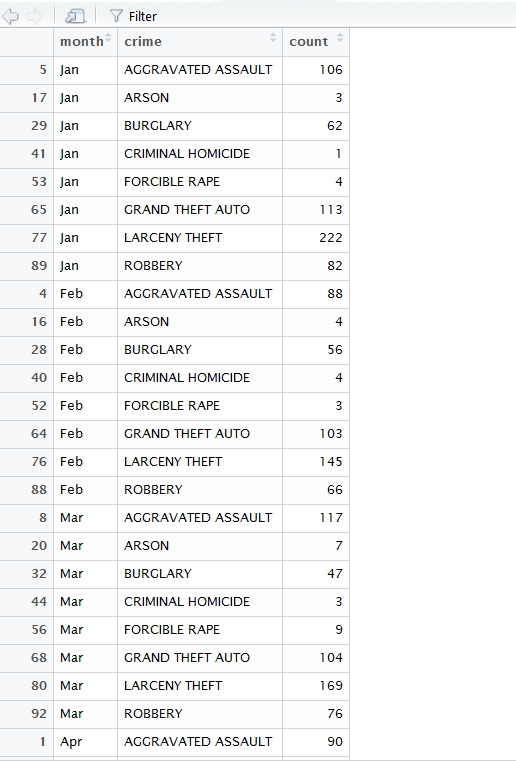 Filter
month crime count
5 Jan AGGRAVATED ASSAULT 106
17 Jan ARSON 3
29 Jan BURGLARY 62
41 Jan CRIMINAL HOMICIDE 1
53 Jan FORCIBLE RAPE 4
65 Jan GRAND THEFT AUTO 113
77 Jan LARCENY THEFT 222
89 Jan ROBBERY 82
4 Feb AGGRAVATED ASSAULT 88
16 Feb ARSON 4
28 Feb BURGLARY 56
40 Feb CRIMINAL HOMICIDE 4
52 Feb FORCIBLE RAPE 3
64 Feb GRAND THEFT AUTO 103
76 Feb LARCENY THEFT 145
88 Feb ROBBERY 66
8 Mar AGGRAVATED ASSAULT 117
20 Mar ARSON 7
32 Mar BURGLARY 47
44 Mar CRIMINAL HOMICIDE 3
56 Mar FORCIBLE RAPE 9
68 Mar GRAND THEFT AUTO 104
80 Mar LARCENY THEFT 169
92 Mar ROBBERY 76
1 Apr AGGRAVATED ASSAULT 90